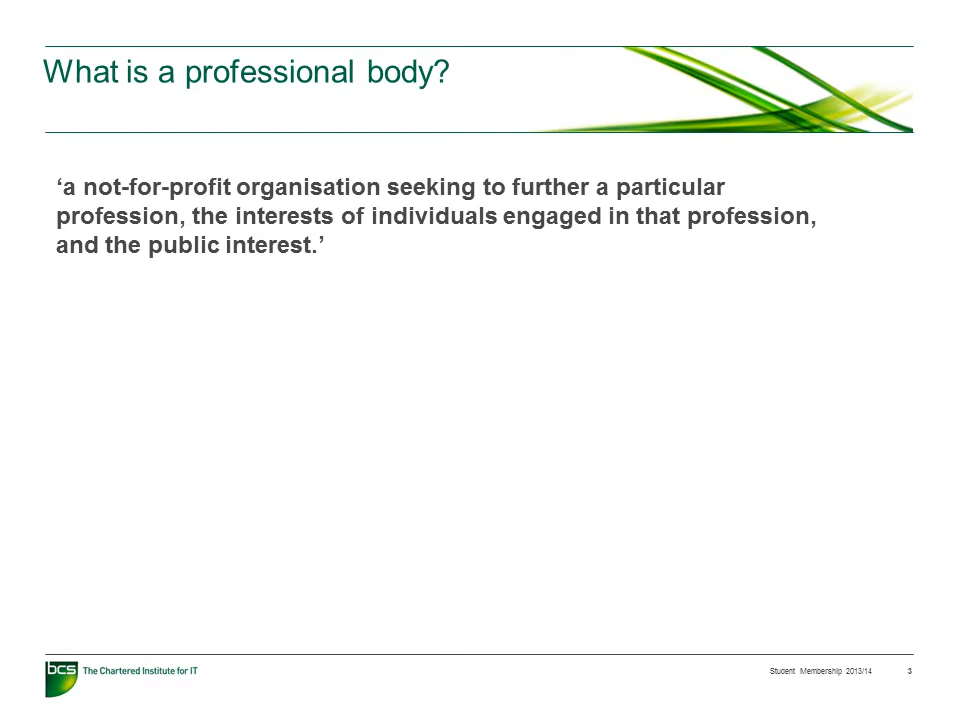 What is a professional body?
‘a not-for-profit organisation seeking to further a particular
profession, the interests of individuals engaged in that profession,
and the public interest.’
bcs The Chartered Institute for IT
Student Membership 2013/14 3